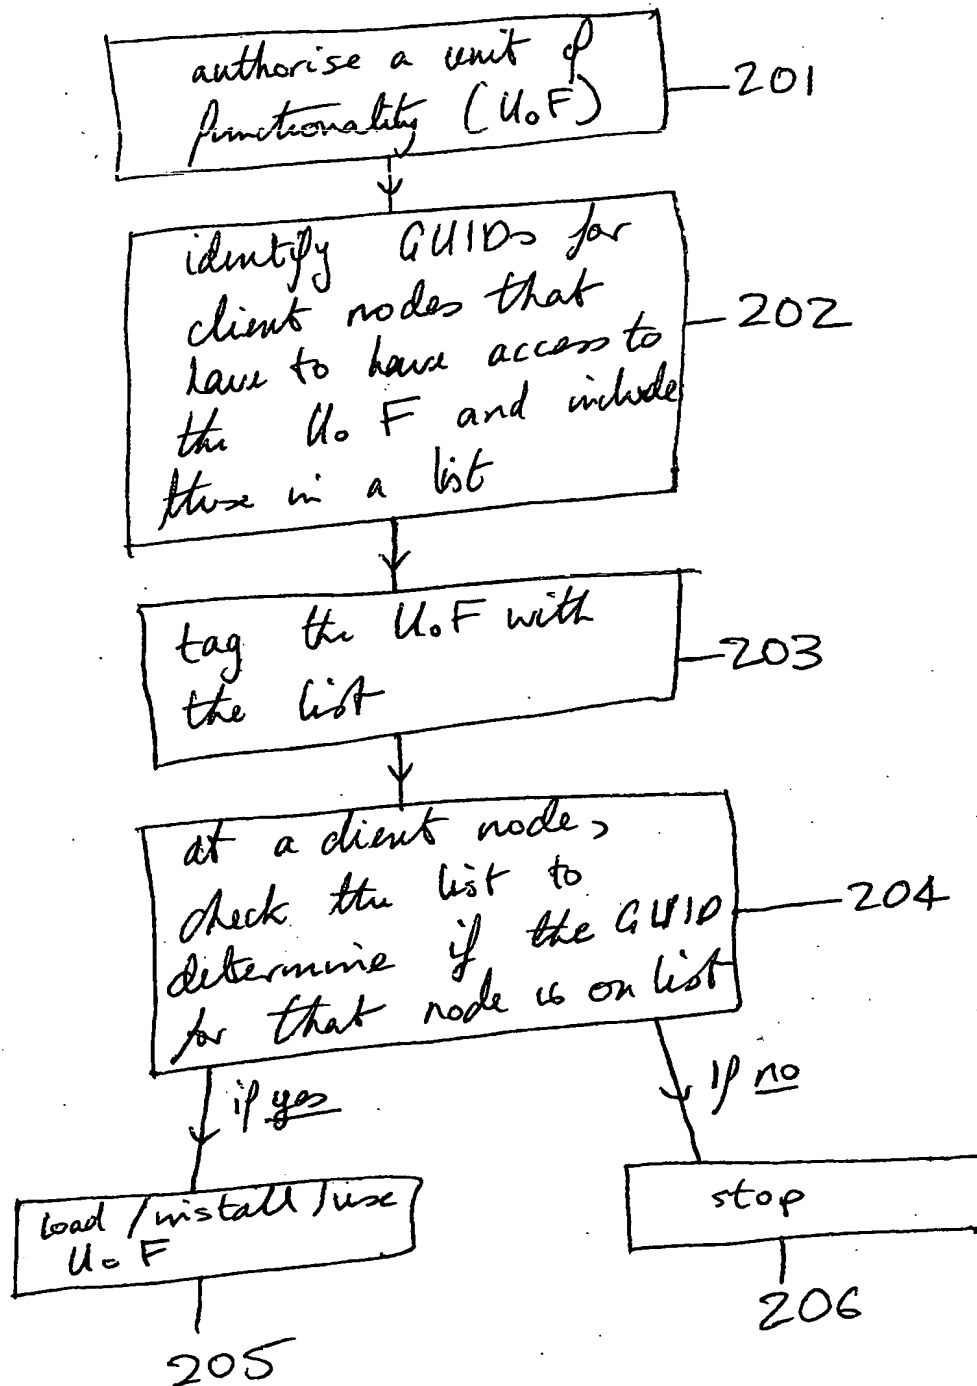 authorise a unit of
functionality (UoF)
201
identify GUIDs for
client nodes that
have to have access to
the UoF and include
these in a list
202
tag the UoF with
the list
203
at a client node,
check the list to
determine if the GUID
for that node is on list
204
if yes
if no
load/install/use
UoF
stop
205
206